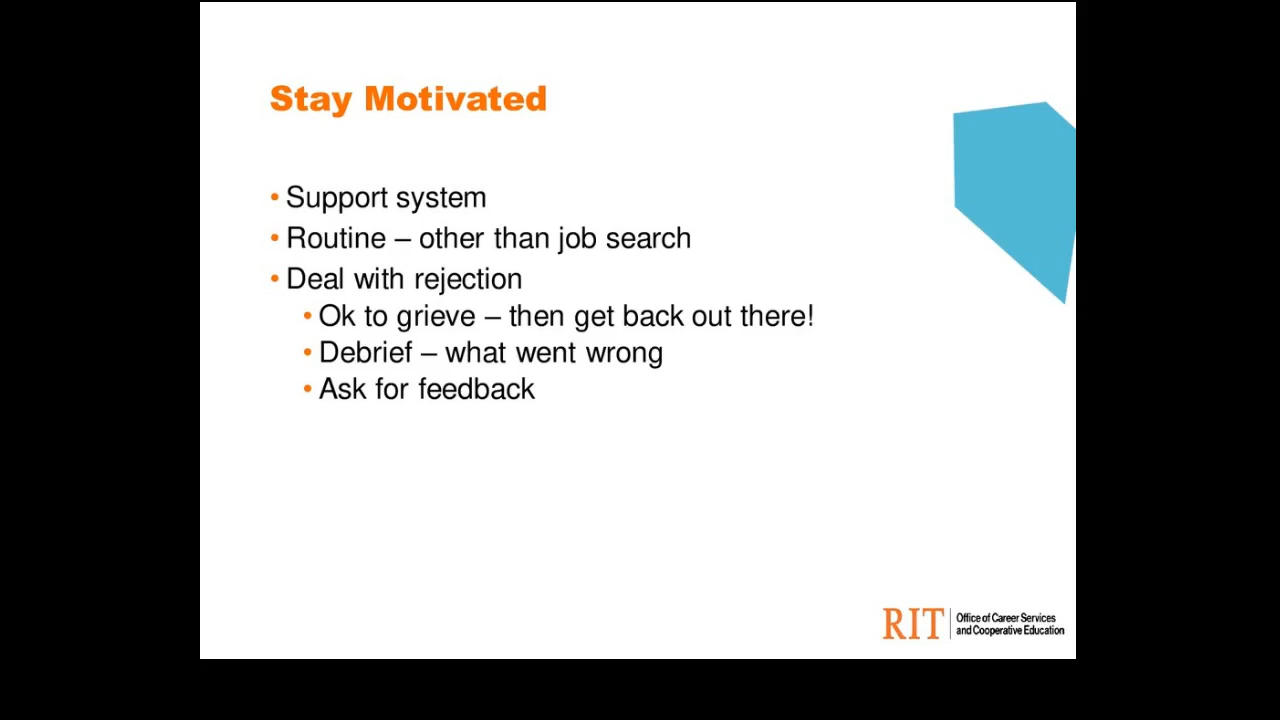 Stay Motivated
• Support system
• Routine – other than job search
• Deal with rejection
• Ok to grieve – then get back out there!
• Debrief – what went wrong
• Ask for feedback
RIT
Office of Career Services
and Cooperative Education